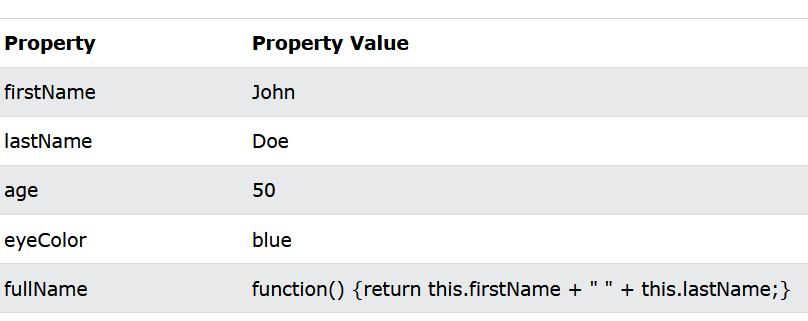 Property Property Value
firstName John
lastName Doe
age 50
eyeColor blue
fullName function() {return this.firstName + " " + this.lastName;}